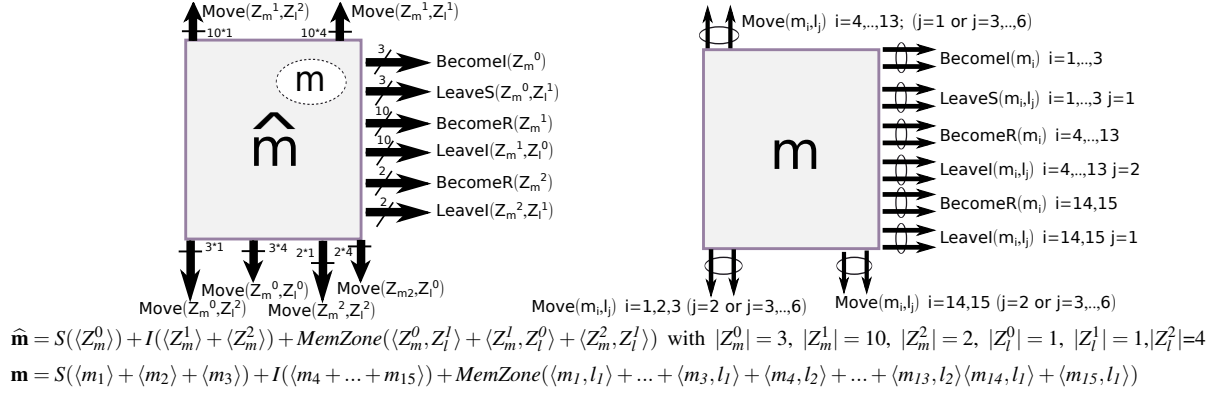 Move(Z_m^1,Z_l^2)
Move(Z_m^1,Z_l^1)
10*1
10*4
m
m̂
3
BecomeI(Z_m^0)
3
LeaveS(Z_m^0,Z_l^1)
10
BecomeR(Z_m^1)
10
LeaveI(Z_m^1,Z_l^0)
2
BecomeR(Z_m^2)
2
LeaveI(Z_m^2,Z_l^1)
3*1
3*4
2*1
2*4
Move(Z_m^0,Z_l^2)
Move(Z_m^0,Z_l^0)
Move(Z_m^2,Z_l^2)
Move(Z_{m2},Z_l^0)
Move(m_i,l_j) i=4,..,13; (j=1 or j=3,..,6)
m
BecomeI(m_i) i=1,..,3
LeaveS(m_i,l_j) i=1,..,3 j=1
BecomeR(m_i) i=4,..,13
LeaveI(m_i,l_j) i=4,..,13 j=2
BecomeR(m_i) i=14,15
LeaveI(m_i,l_j) i=14,15 j=1
Move(m_i,l_j) i=1,2,3 (j=2 or j=3,..,6)
Move(m_i,l_j) i=14,15 (j=2 or j=3,..,6)
m̂ = S(⟨Z_m^0⟩) + I(⟨Z_m^1⟩ + ⟨Z_m^2⟩) + MemZone(⟨Z_m^0, Z_l^1⟩ + ⟨Z_m^1, Z_l^0⟩ + ⟨Z_m^2, Z_l^1⟩) with |Z_m^0| = 3, |Z_m^1| = 10, |Z_m^2| = 2, |Z_l^0| = 1, |Z_l^1| = 1,|Z_l^2|=4
m = S(⟨m_1⟩ + ⟨m_2⟩ + ⟨m_3⟩) + I(⟨m_4 + ... + m_15⟩) + MemZone(⟨m_1, l_1⟩ + ... + ⟨m_3, l_1⟩ + ⟨m_4, l_2⟩ + ... + ⟨m_13, l_2⟩⟨m_14, l_1⟩ + ⟨m_15, l_1⟩)